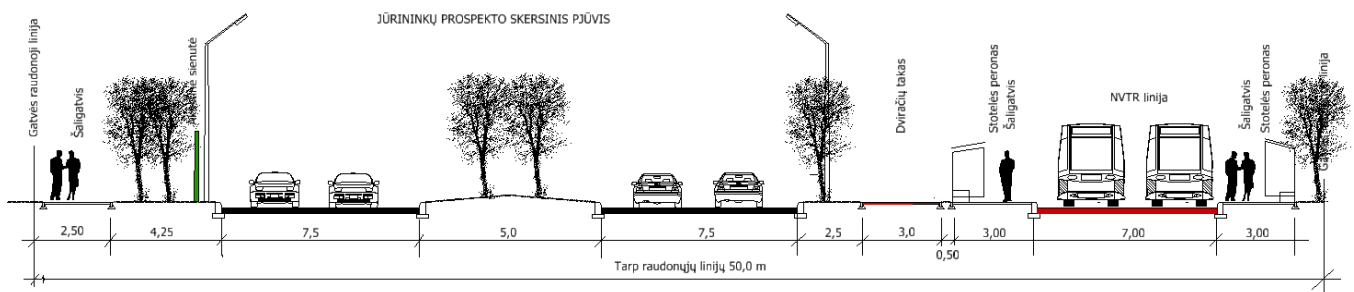 JŪRININKŲ PROSPEKTO SKERSINIS PJŪVIS
Gatvės raudonoji linija
Šaligatvis
sienutė
Dviračių takas
Stotelės peronas
Šaligatvis
NVTR linija
Šaligatvis
Stotelės peronas
linija
2,50
4,25
7,5
5,0
7,5
2,5
3,0
0,50
3,00
7,00
3,00
Tarp raudonųjų linijų 50,0 m